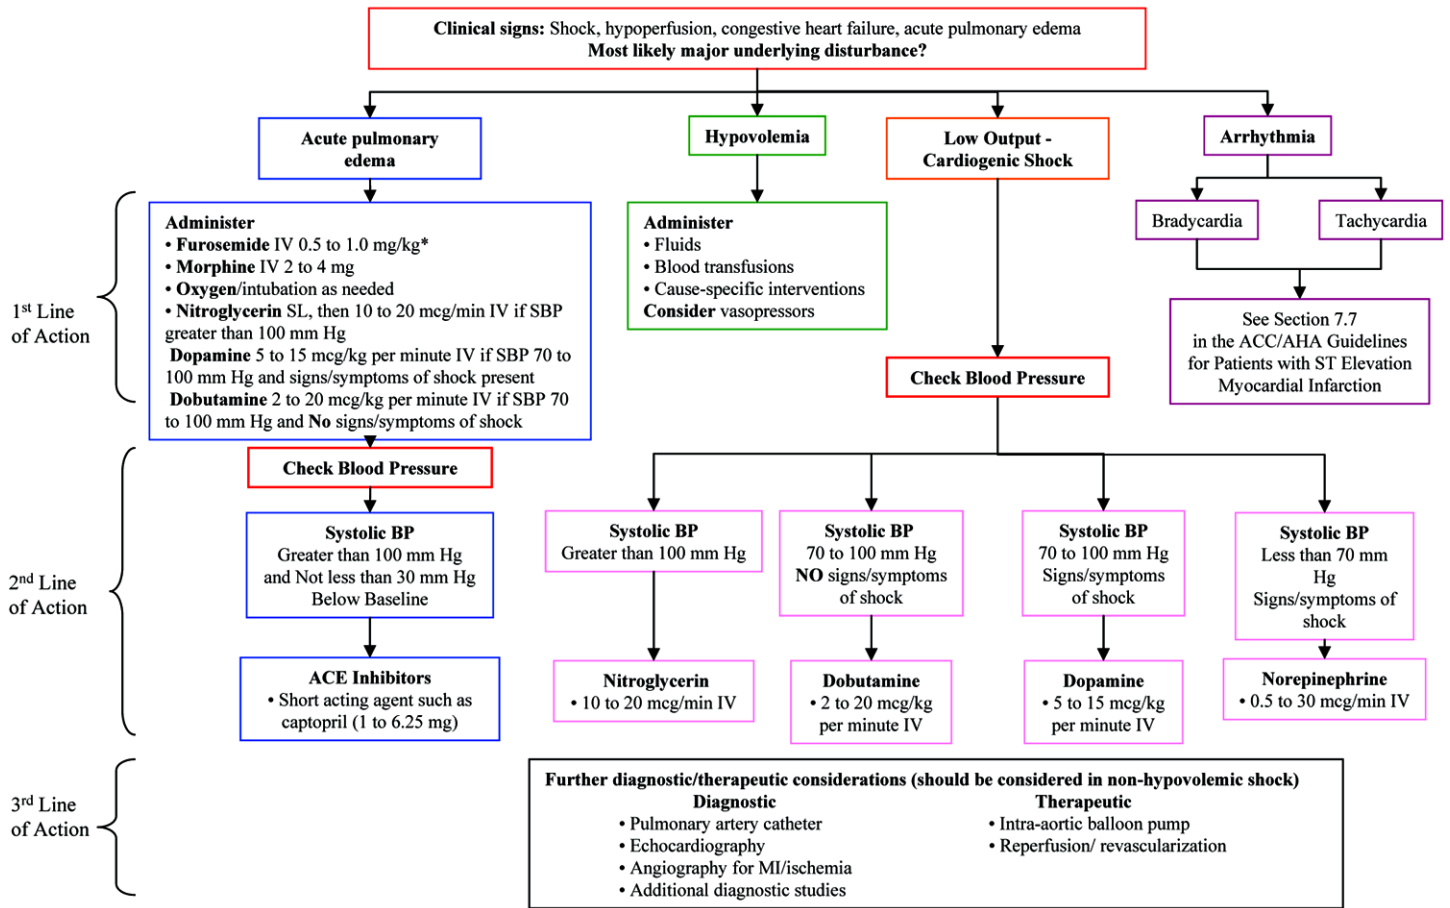 Clinical signs: Shock, hypoperfusion, congestive heart failure, acute pulmonary edema
Most likely major underlying disturbance?
Acute pulmonary
edema
Hypovolemia
Low Output -
Cardiogenic Shock
Arrhythmia
Bradycardia
Tachycardia
1st Line
of Action
Administer
• Furosemide IV 0.5 to 1.0 mg/kg*
• Morphine IV 2 to 4 mg
• Oxygen/intubation as needed
• Nitroglycerin SL, then 10 to 20 mcg/min IV if SBP
greater than 100 mm Hg
Dopamine 5 to 15 mcg/kg per minute IV if SBP 70 to
100 mm Hg and signs/symptoms of shock present
Dobutamine 2 to 20 mcg/kg per minute IV if SBP 70
to 100 mm Hg and No signs/symptoms of shock
Administer
• Fluids
• Blood transfusions
• Cause-specific interventions
Consider vasopressors
Check Blood Pressure
See Section 7.7
in the ACC/AHA Guidelines
for Patients with ST Elevation
Myocardial Infarction
2nd Line
of Action
Check Blood Pressure
Systolic BP
Greater than 100 mm Hg
and Not less than 30 mm Hg
Below Baseline
ACE Inhibitors
• Short acting agent such as
captopril (1 to 6.25 mg)
Systolic BP
Greater than 100 mm Hg
Nitroglycerin
• 10 to 20 mcg/min IV
Systolic BP
70 to 100 mm Hg
NO signs/symptoms
of shock
Dobutamine
• 2 to 20 mcg/kg
per minute IV
Systolic BP
70 to 100 mm Hg
Signs/symptoms
of shock
Dopamine
• 5 to 15 mcg/kg
per minute IV
Systolic BP
Less than 70 mm
Hg
Signs/symptoms of
shock
Norepinephrine
• 0.5 to 30 mcg/min IV
3rd Line
of Action
Further diagnostic/therapeutic considerations (should be considered in non-hypovolemic shock)
Diagnostic
• Pulmonary artery catheter
• Echocardiography
• Angiography for MI/ischemia
• Additional diagnostic studies
Therapeutic
• Intra-aortic balloon pump
• Reperfusion/ revascularization